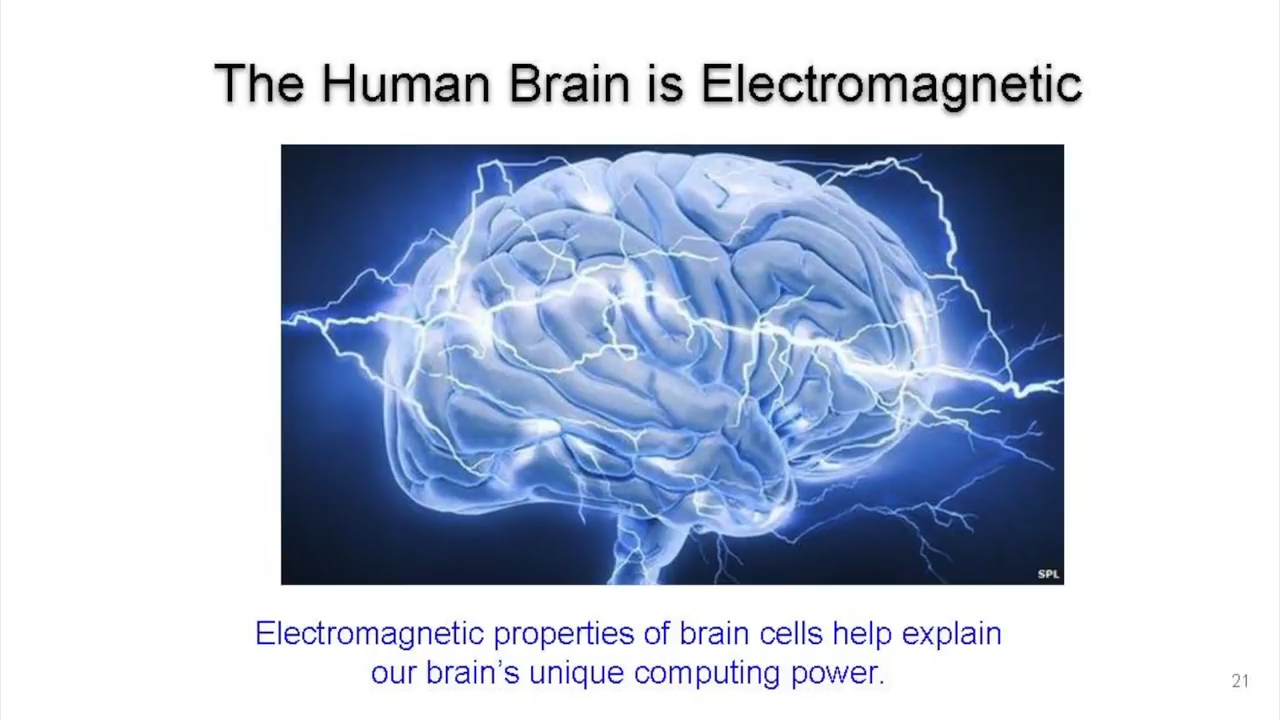 The Human Brain is Electromagnetic
SPL
Electromagnetic properties of brain cells help explain
our brain's unique computing power.
21